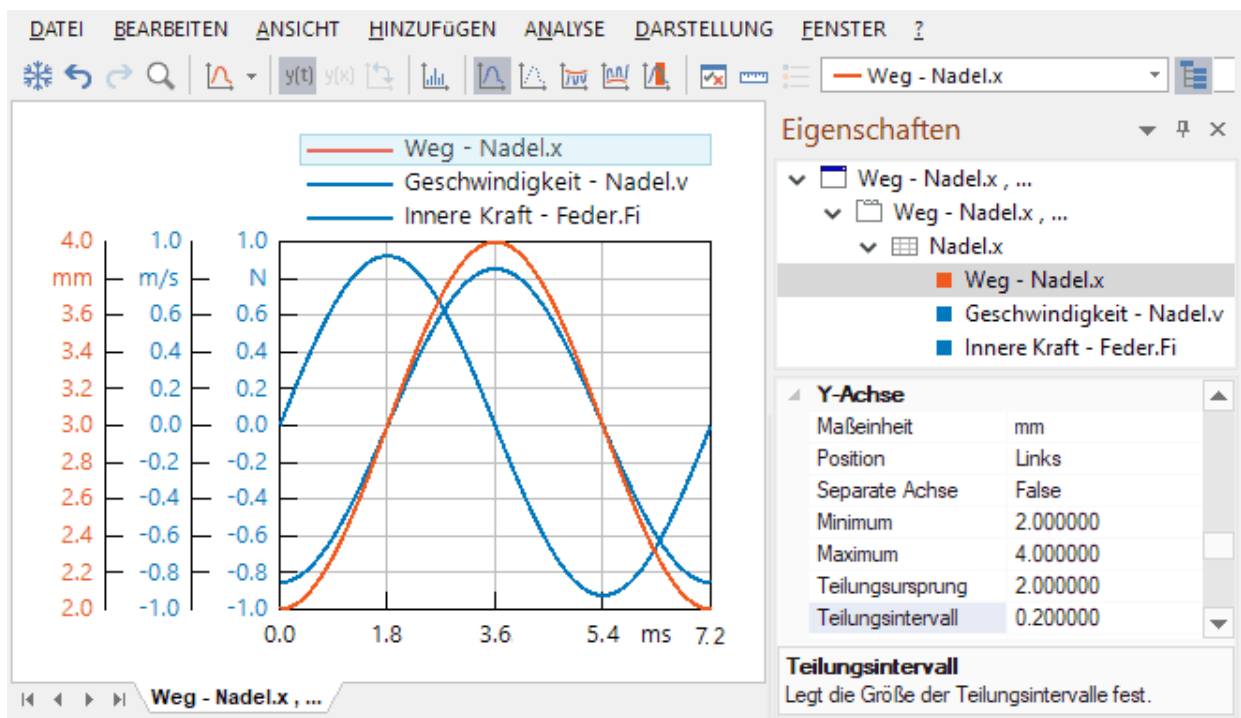 DATEI BEARBEITEN ANSICHT HINZUFüGEN ANALYSE DARSTELLUNG FENSTER ?
y(t) y(x) Weg - Nadel.x
Weg - Nadel.x
Geschwindigkeit - Nadel.v
Innere Kraft - Feder.Fi
4.0 1.0 1.0
mm m/s N
3.6 0.6 0.6
3.4 0.4 0.4
3.2 0.2 0.2
3.0 0.0 0.0
2.8 -0.2 -0.2
2.6 -0.4 -0.4
2.4 -0.6 -0.6
2.2 -0.8 -0.8
2.0 -1.0 -1.0
0.0 1.8 3.6 5.4 ms 7.2
Weg - Nadel.x , ...
Eigenschaften
Weg - Nadel.x , ...
Weg - Nadel.x , ...
Nadel.x
Weg - Nadel.x
Geschwindigkeit - Nadel.v
Innere Kraft - Feder.Fi
Y-Achse
Maßeinheit mm
Position Links
Separate Achse False
Minimum 2.000000
Maximum 4.000000
Teilungsursprung 2.000000
Teilungsintervall 0.200000
Teilungsintervall
Legt die Größe der Teilungsintervalle fest.